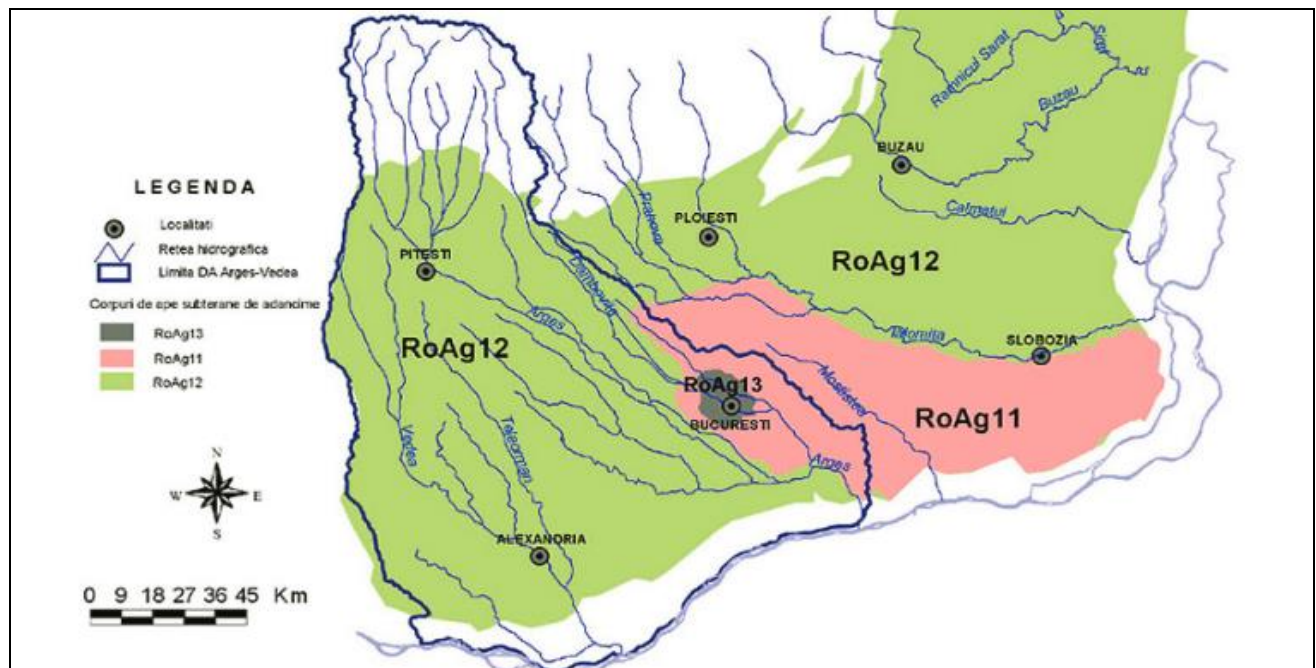 LEGENDA
Localitati
Retea hidrografica
Limita DA Arges-Vedea
Corpuri de ape subterane de adancime
RoAg13
RoAg11
RoAg12
N
W
E
S
0 9 18 27 36 45 Km
Ramnicul Sarat
Buzau
BUZAU
Calmatui
Prahova
PLOIESTI
RoAg12
PITESTI
Dambovita
Arges
RoAg12
Ialomita
SLOBOZIA
Mostistea
RoAg13
BUCURESTI
RoAg11
Arges
Vedea
Teleorman
ALEXANDRIA